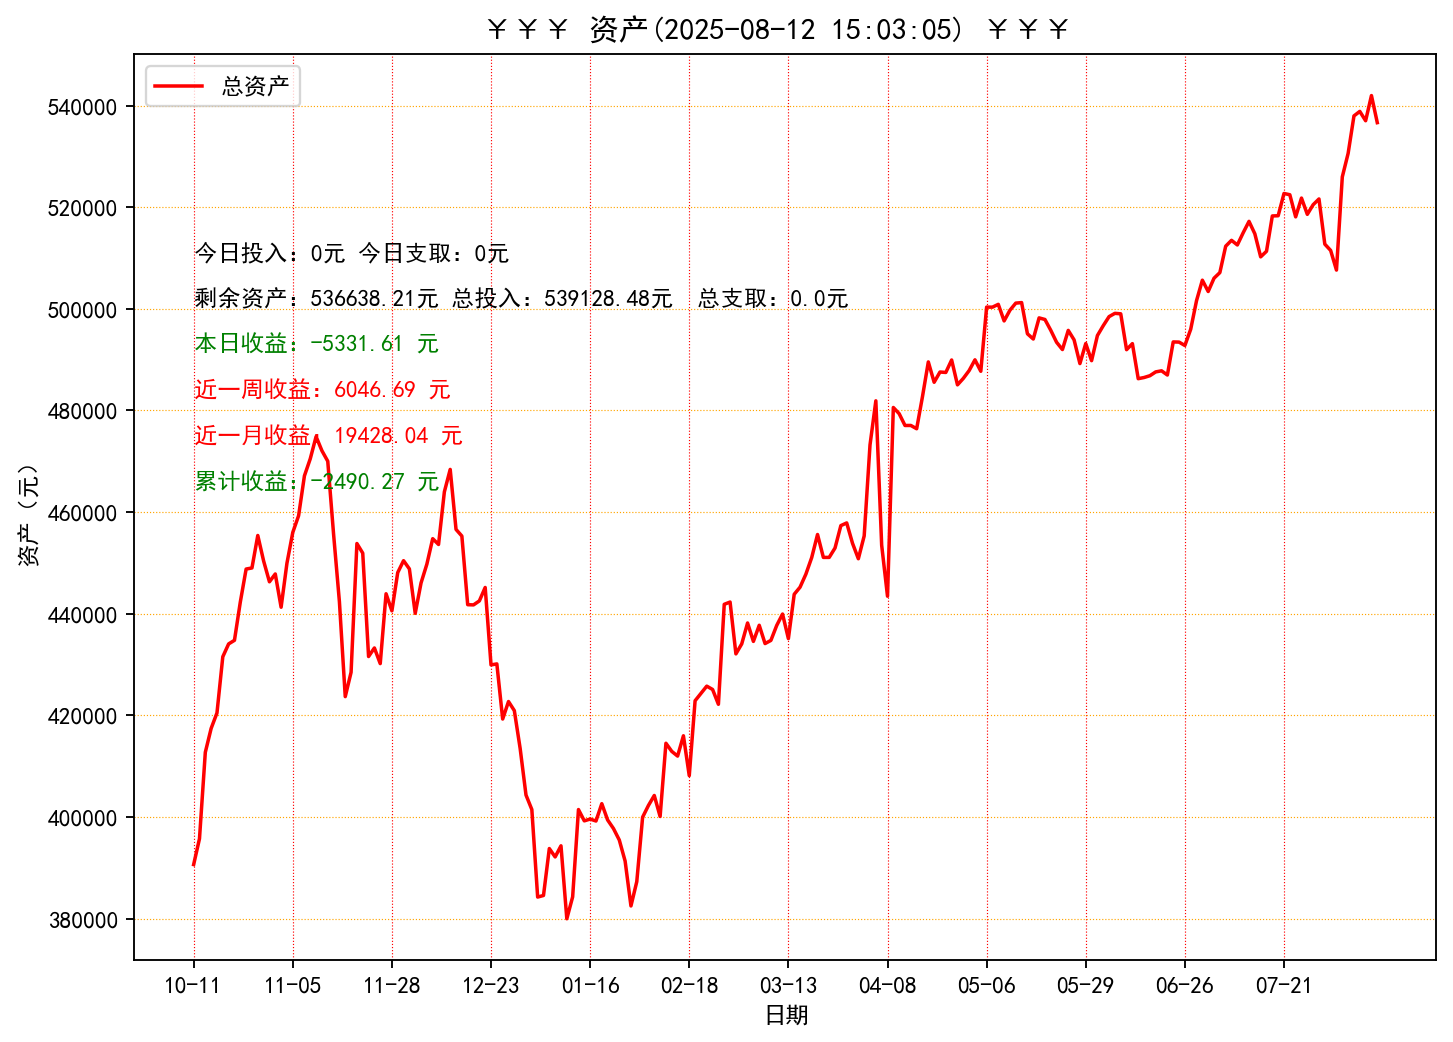 ￥￥￥ 资产(2025-08-12 15:03:05) ￥￥￥
总资产
540000
520000
500000
480000
460000
440000
420000
400000
380000
资产（元）
今日投入：0元 今日支取：0元
剩余资产：536638.21元 总投入：539128.48元  总支取：0.0元
本日收益：-5331.61 元
近一周收益：6046.69 元
近一月收益：19428.04 元
累计收益：-2490.27 元
10-11 11-05 11-28 12-23 01-16 02-18 03-13 04-08 05-06 05-29 06-26 07-21
日期